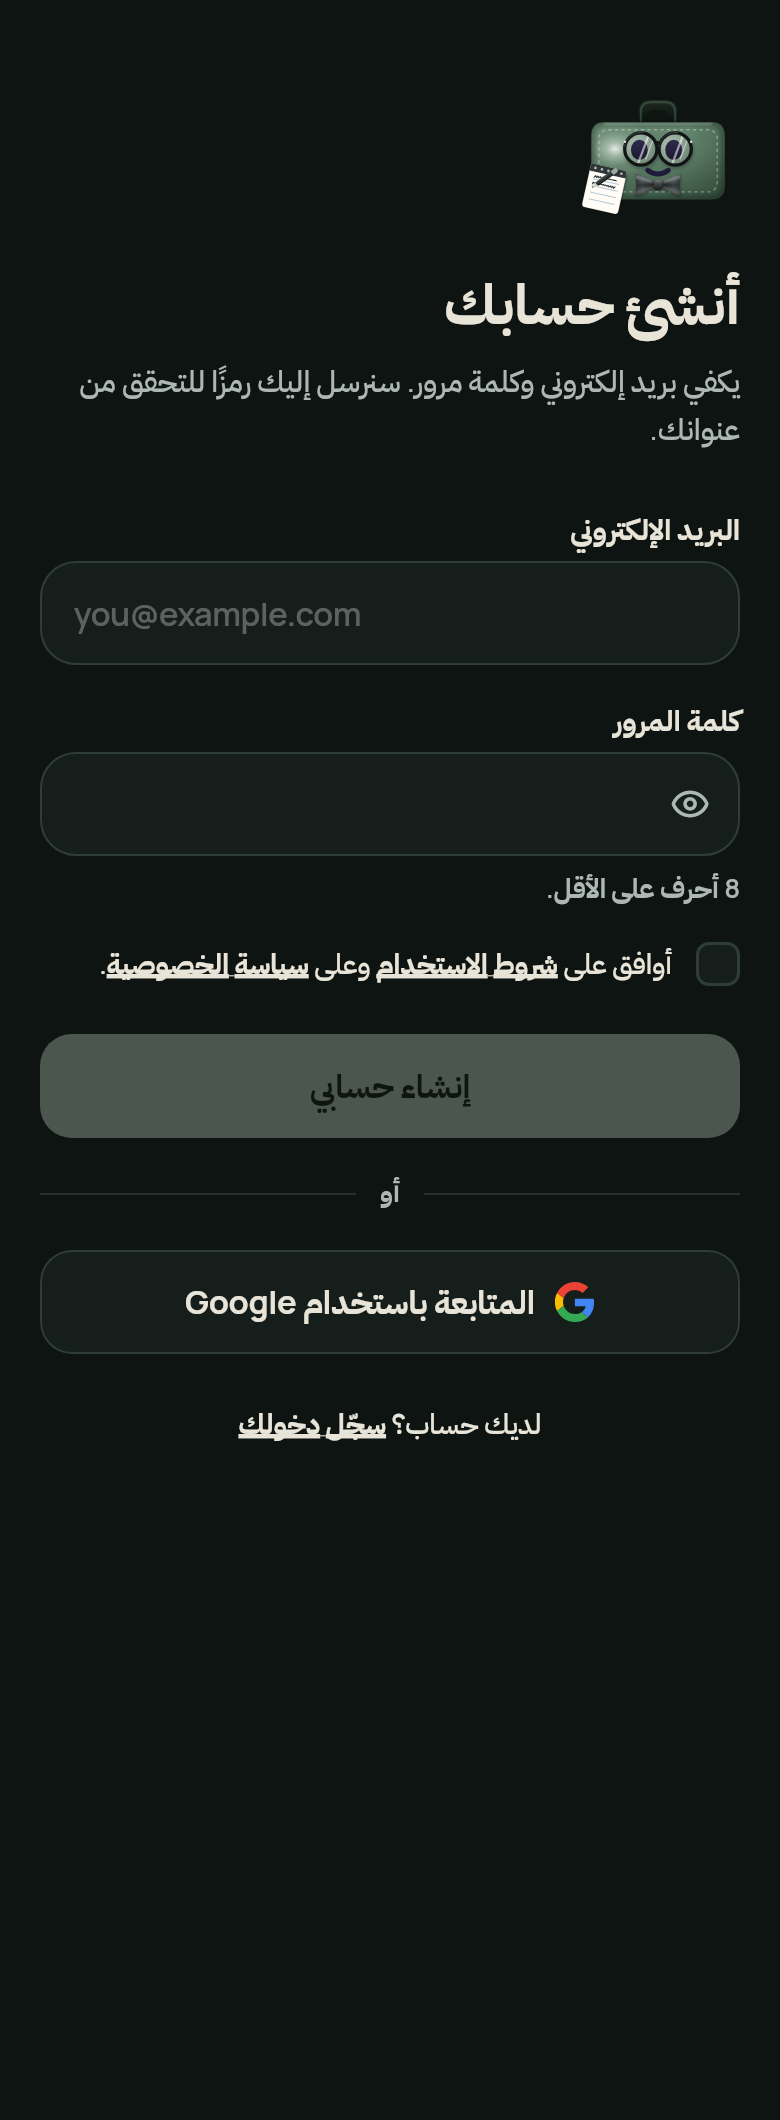 أنشئ حسابك
يكفي بريد إلكتروني وكلمة مرور. سنرسل إليك رمزًا للتحقق من
عنوانك.
البريد الإلكتروني
you@example.com
كلمة المرور
8 أحرف على الأقل.
أوافق على شروط الاستخدام وعلى سياسة الخصوصية.
إنشاء حسابي
أو
المتابعة باستخدام Google
لديك حساب؟ سجّل دخولك